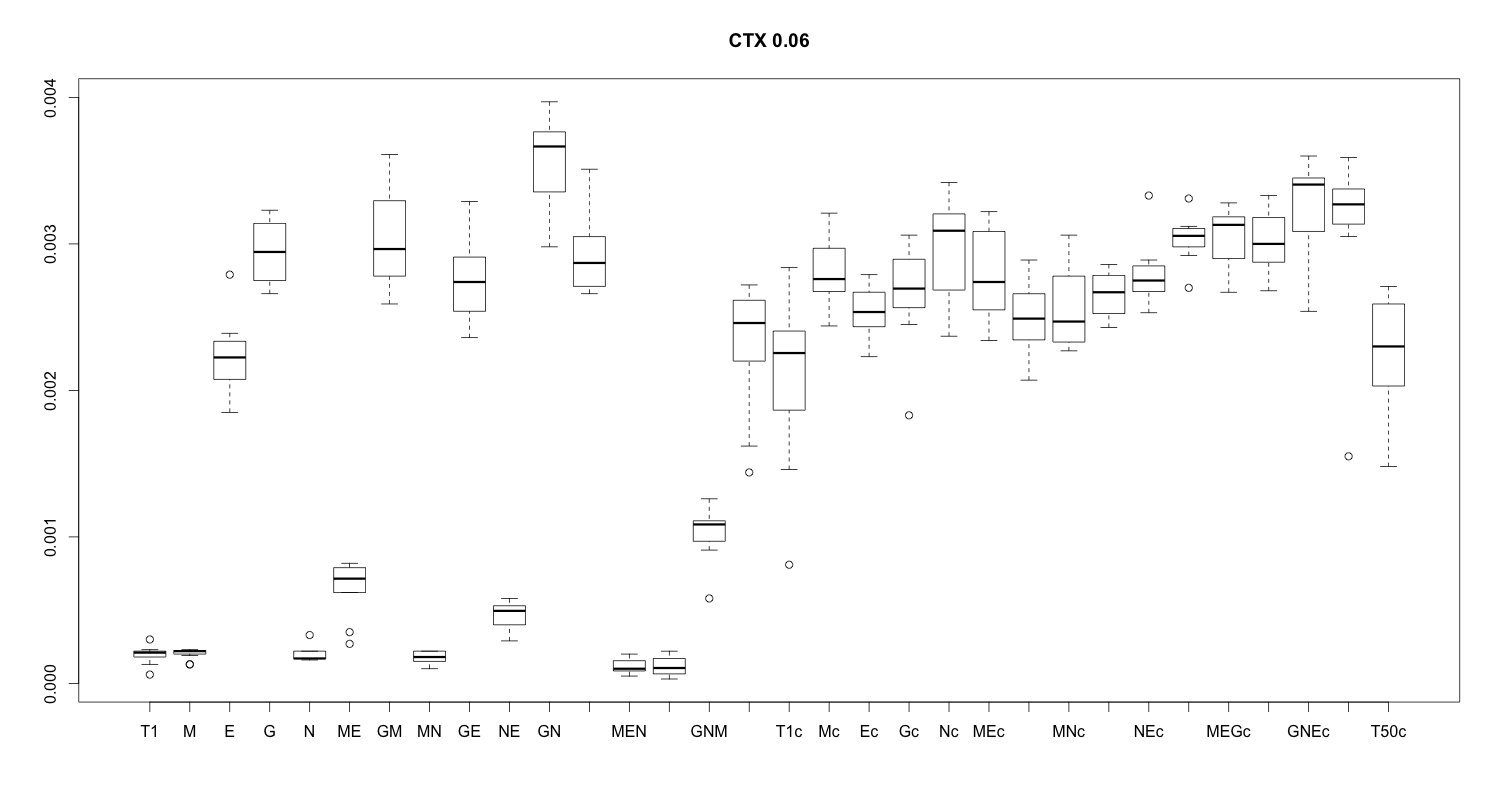 CTX 0.06
0.004
0.003
0.002
0.001
0.000
T1 M E G N ME GM MN GE NE GN MEN GNM T1c Mc Ec Gc Nc MEc MNc NEc MEGc GNEc T50c